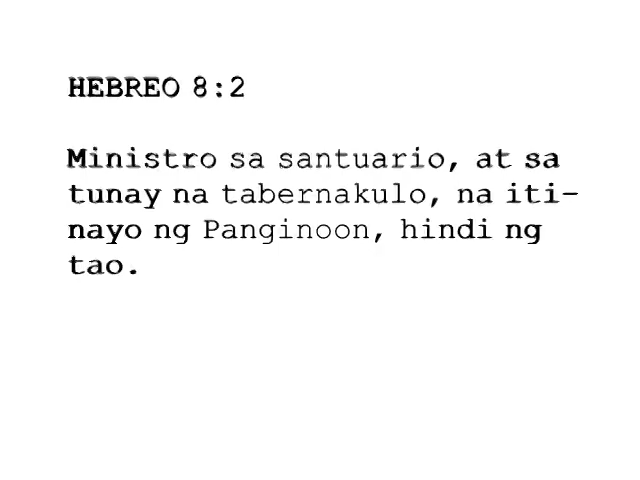 HEBREO 8:2
Ministro sa santuario, at sa
tunay na tabernakulo, na iti-
nayo ng Panginoon, hindi ng
tao.